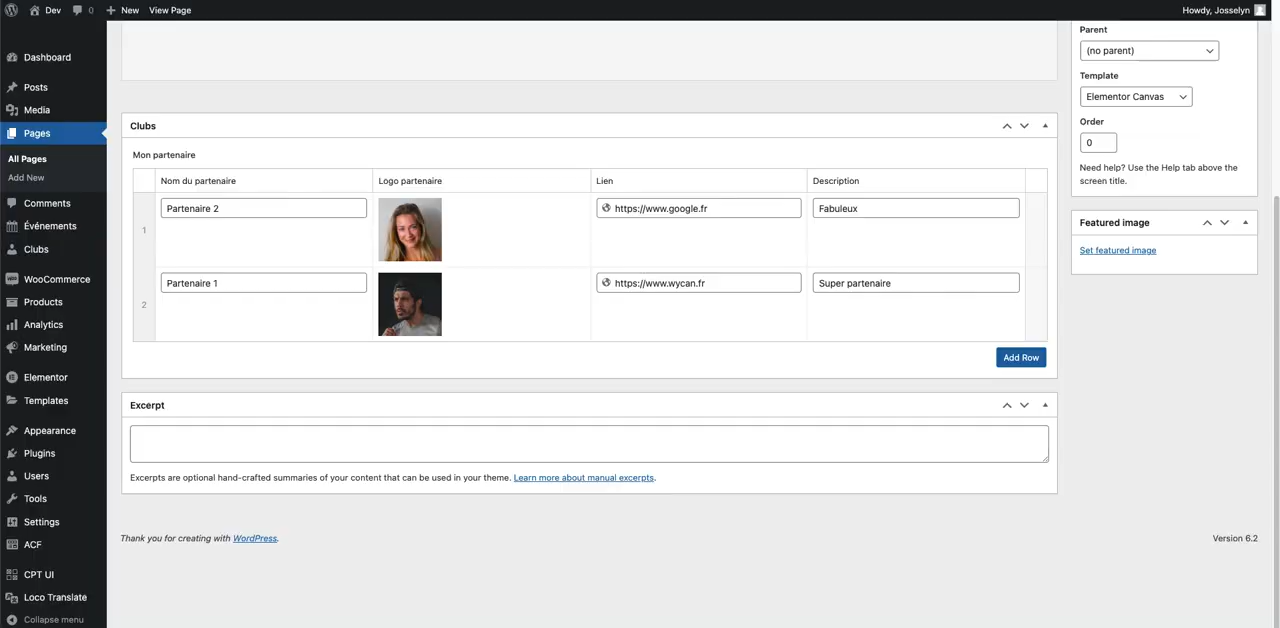 Dev
0
New
View Page
Howdy, Josselyn
Dashboard
Posts
Media
Pages
All Pages
Add New
Comments
Événements
Clubs
WooCommerce
Products
Analytics
Marketing
Elementor
Templates
Appearance
Plugins
Users
Tools
Settings
ACF
CPT UI
Loco Translate
Collapse menu
Clubs
Mon partenaire
Nom du partenaire
Logo partenaire
Lien
Description
1
Partenaire 2
https://www.google.fr
Fabuleux
2
Partenaire 1
https://www.wycan.fr
Super partenaire
Add Row
Excerpt
Excerpts are optional hand-crafted summaries of your content that can be used in your theme. Learn more about manual excerpts.
Thank you for creating with WordPress.
Version 6.2
Parent
(no parent)
Template
Elementor Canvas
Order
0
Need help? Use the Help tab above the
screen title.
Featured image
Set featured image